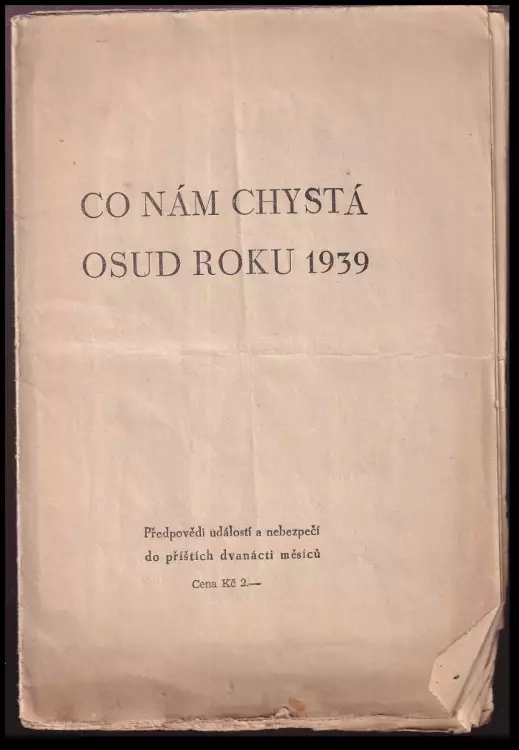 CO NÁM CHYSTÁ
OSUD ROKU 1939
Předpovědi událostí a nebezpečí
do příštích dvanácti měsíců
Cena Kč 2.—